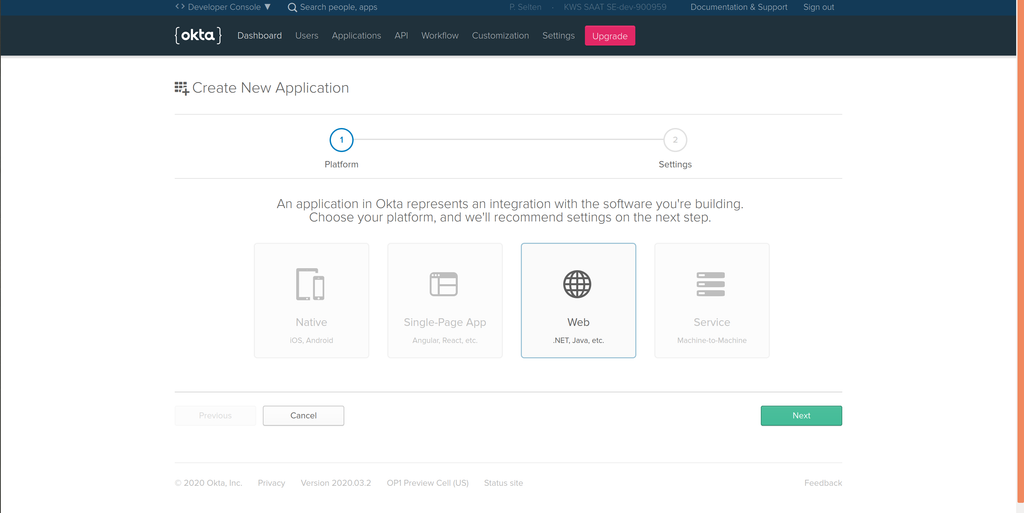 <> Developer Console ▼ Search people, apps P. Seiten - KWS SAAT SE-dev-900959 Documentation & Support Sign out
{okta} Dashboard Users Applications API Workflow Customization Settings Upgrade
Create New Application
1 2
Platform Settings
An application in Okta represents an integration with the software you're building.
Choose your platform, and we'll recommend settings on the next step.
Native Single-Page App Web Service
iOS, Android Angular, React, etc. .NET, Java, etc. Machine-to-Machine
Previous Cancel Next
© 2020 Okta, Inc. Privacy Version 2020.03.2 OP1 Preview Cell (US) Status site Feedback